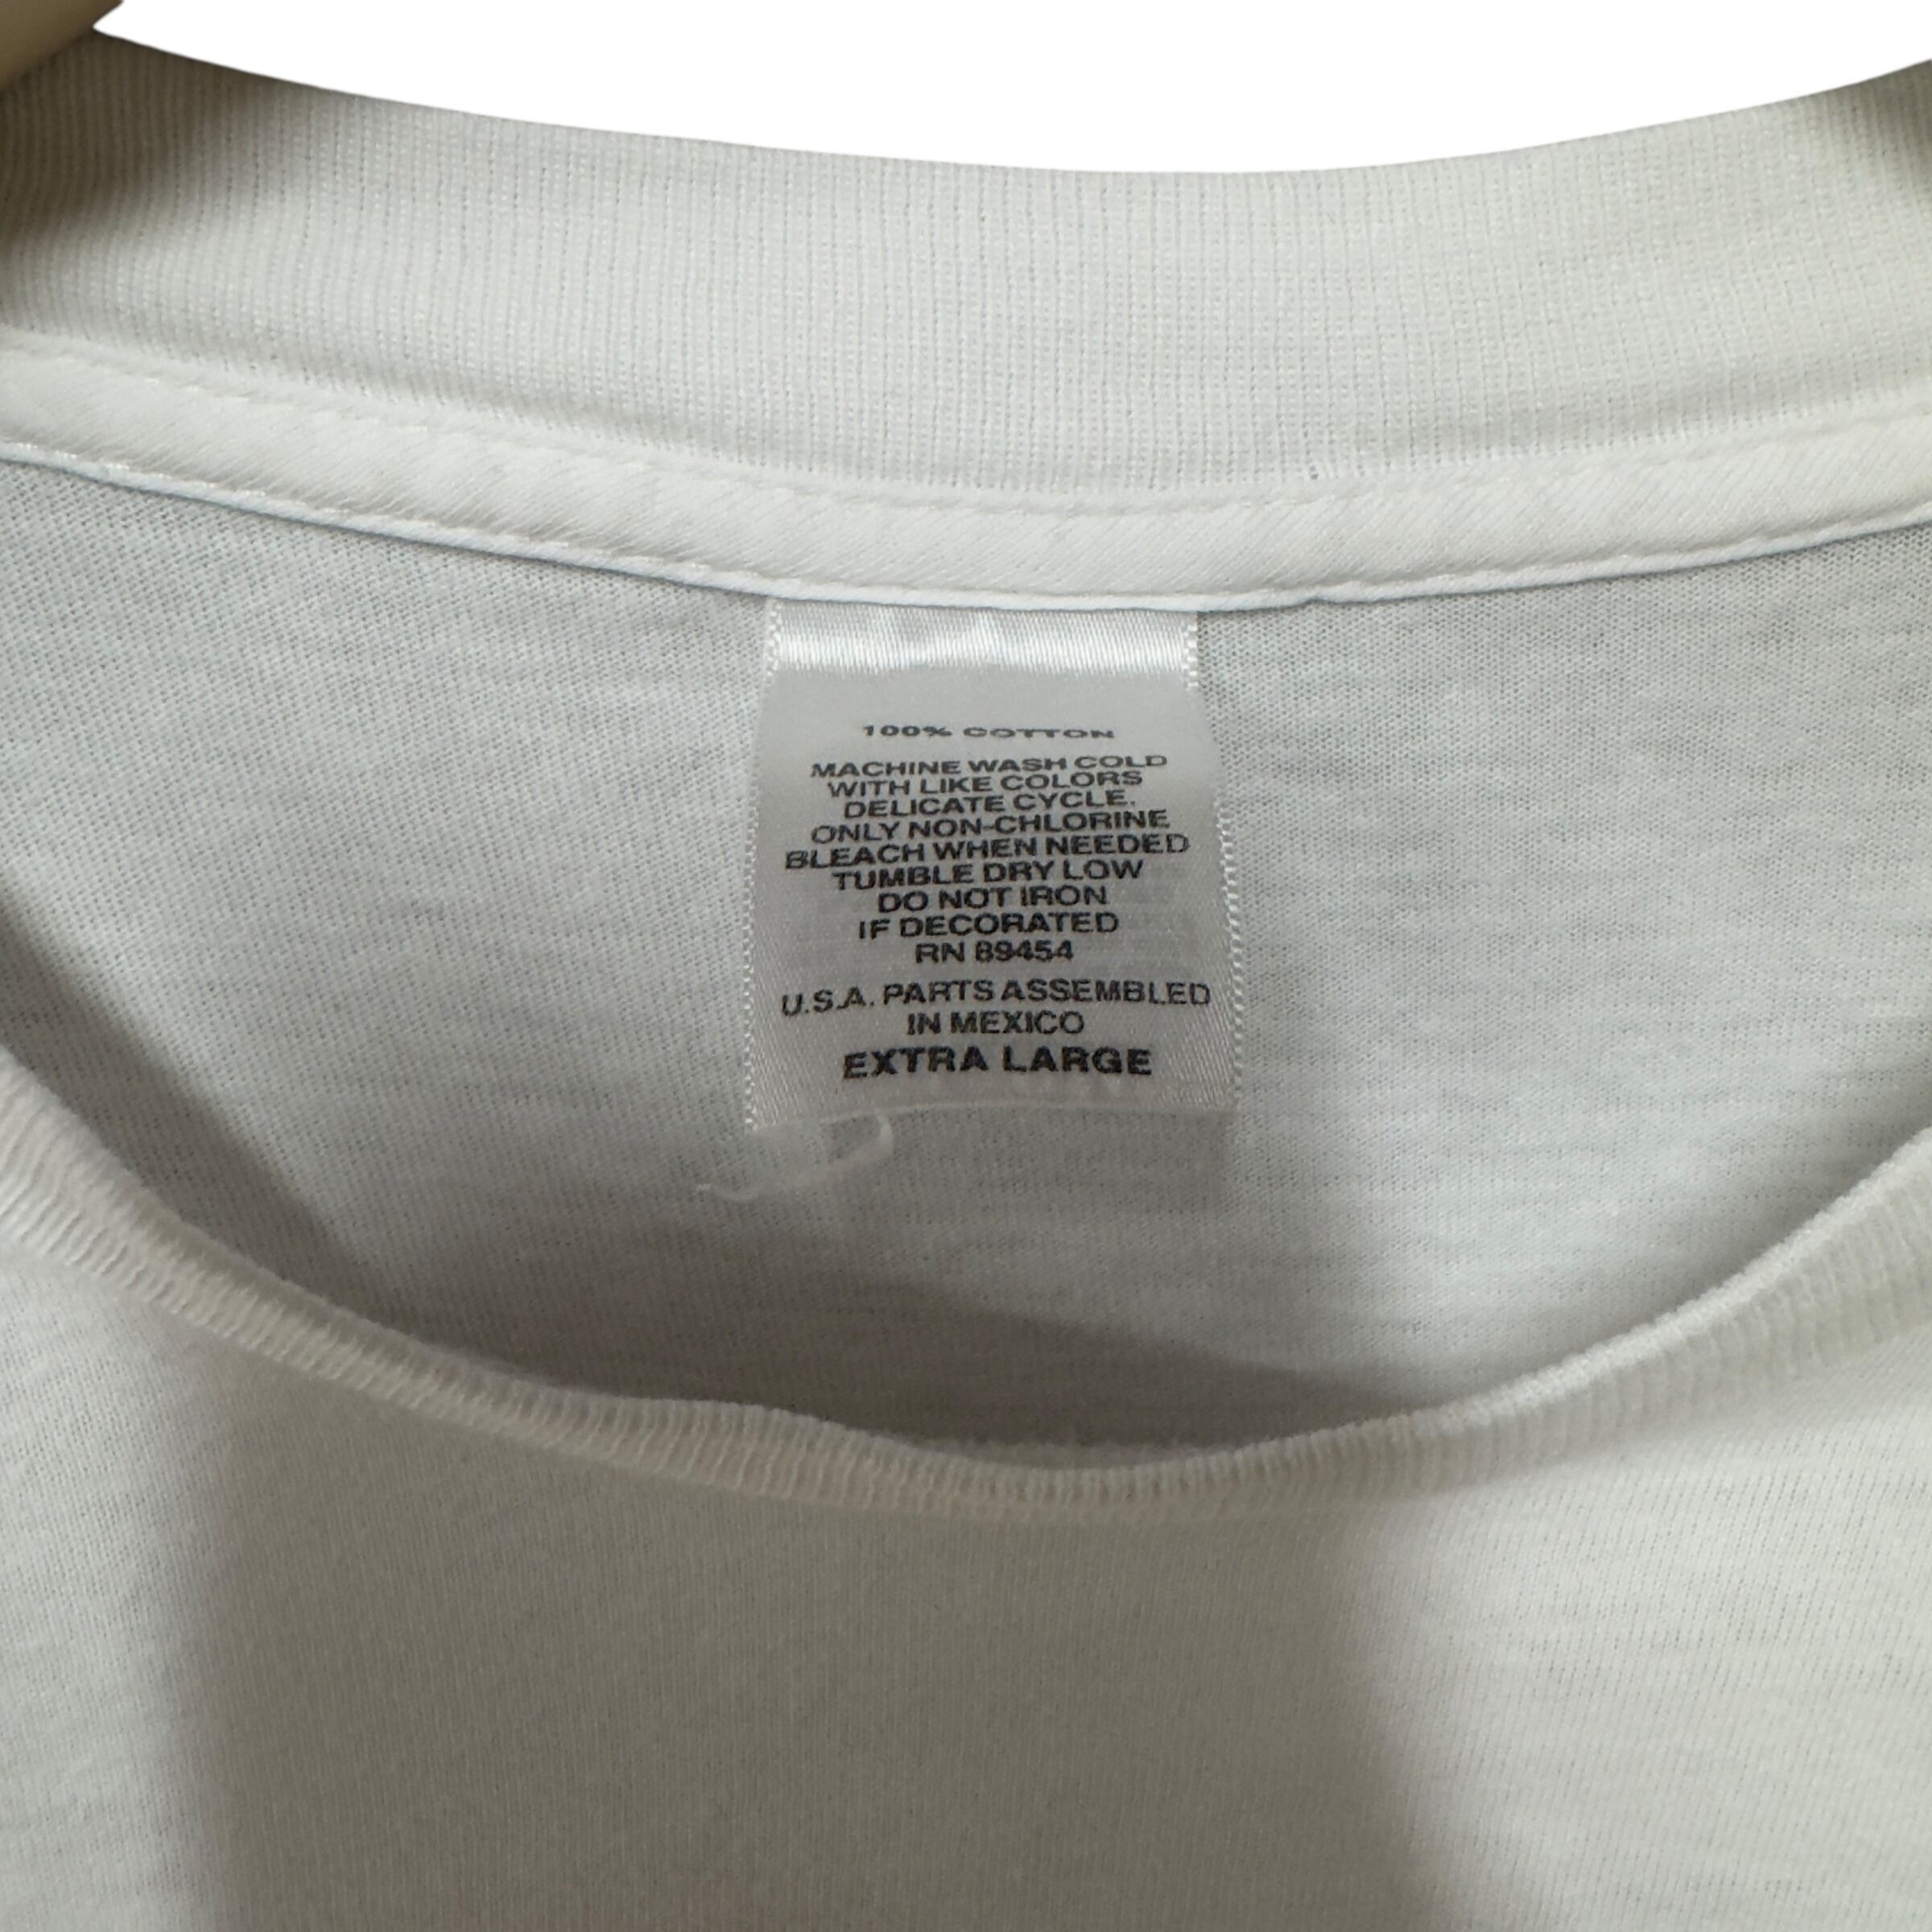 100% COTTON
MACHINE WASH COLD
WITH LIKE COLORS
DELICATE CYCLE.
ONLY NON-CHLORINE
BLEACH WHEN NEEDED
TUMBLE DRY LOW
DO NOT IRON
IF DECORATED
RN 89454
U.S.A. PARTS ASSEMBLED
IN MEXICO
EXTRA LARGE